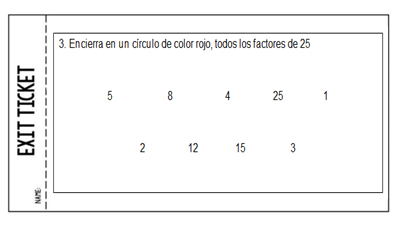 EXIT TICKET
NAME:
3. Encierra en un círculo de color rojo, todos los factores de 25
5 8 4 25 1
2 12 15 3